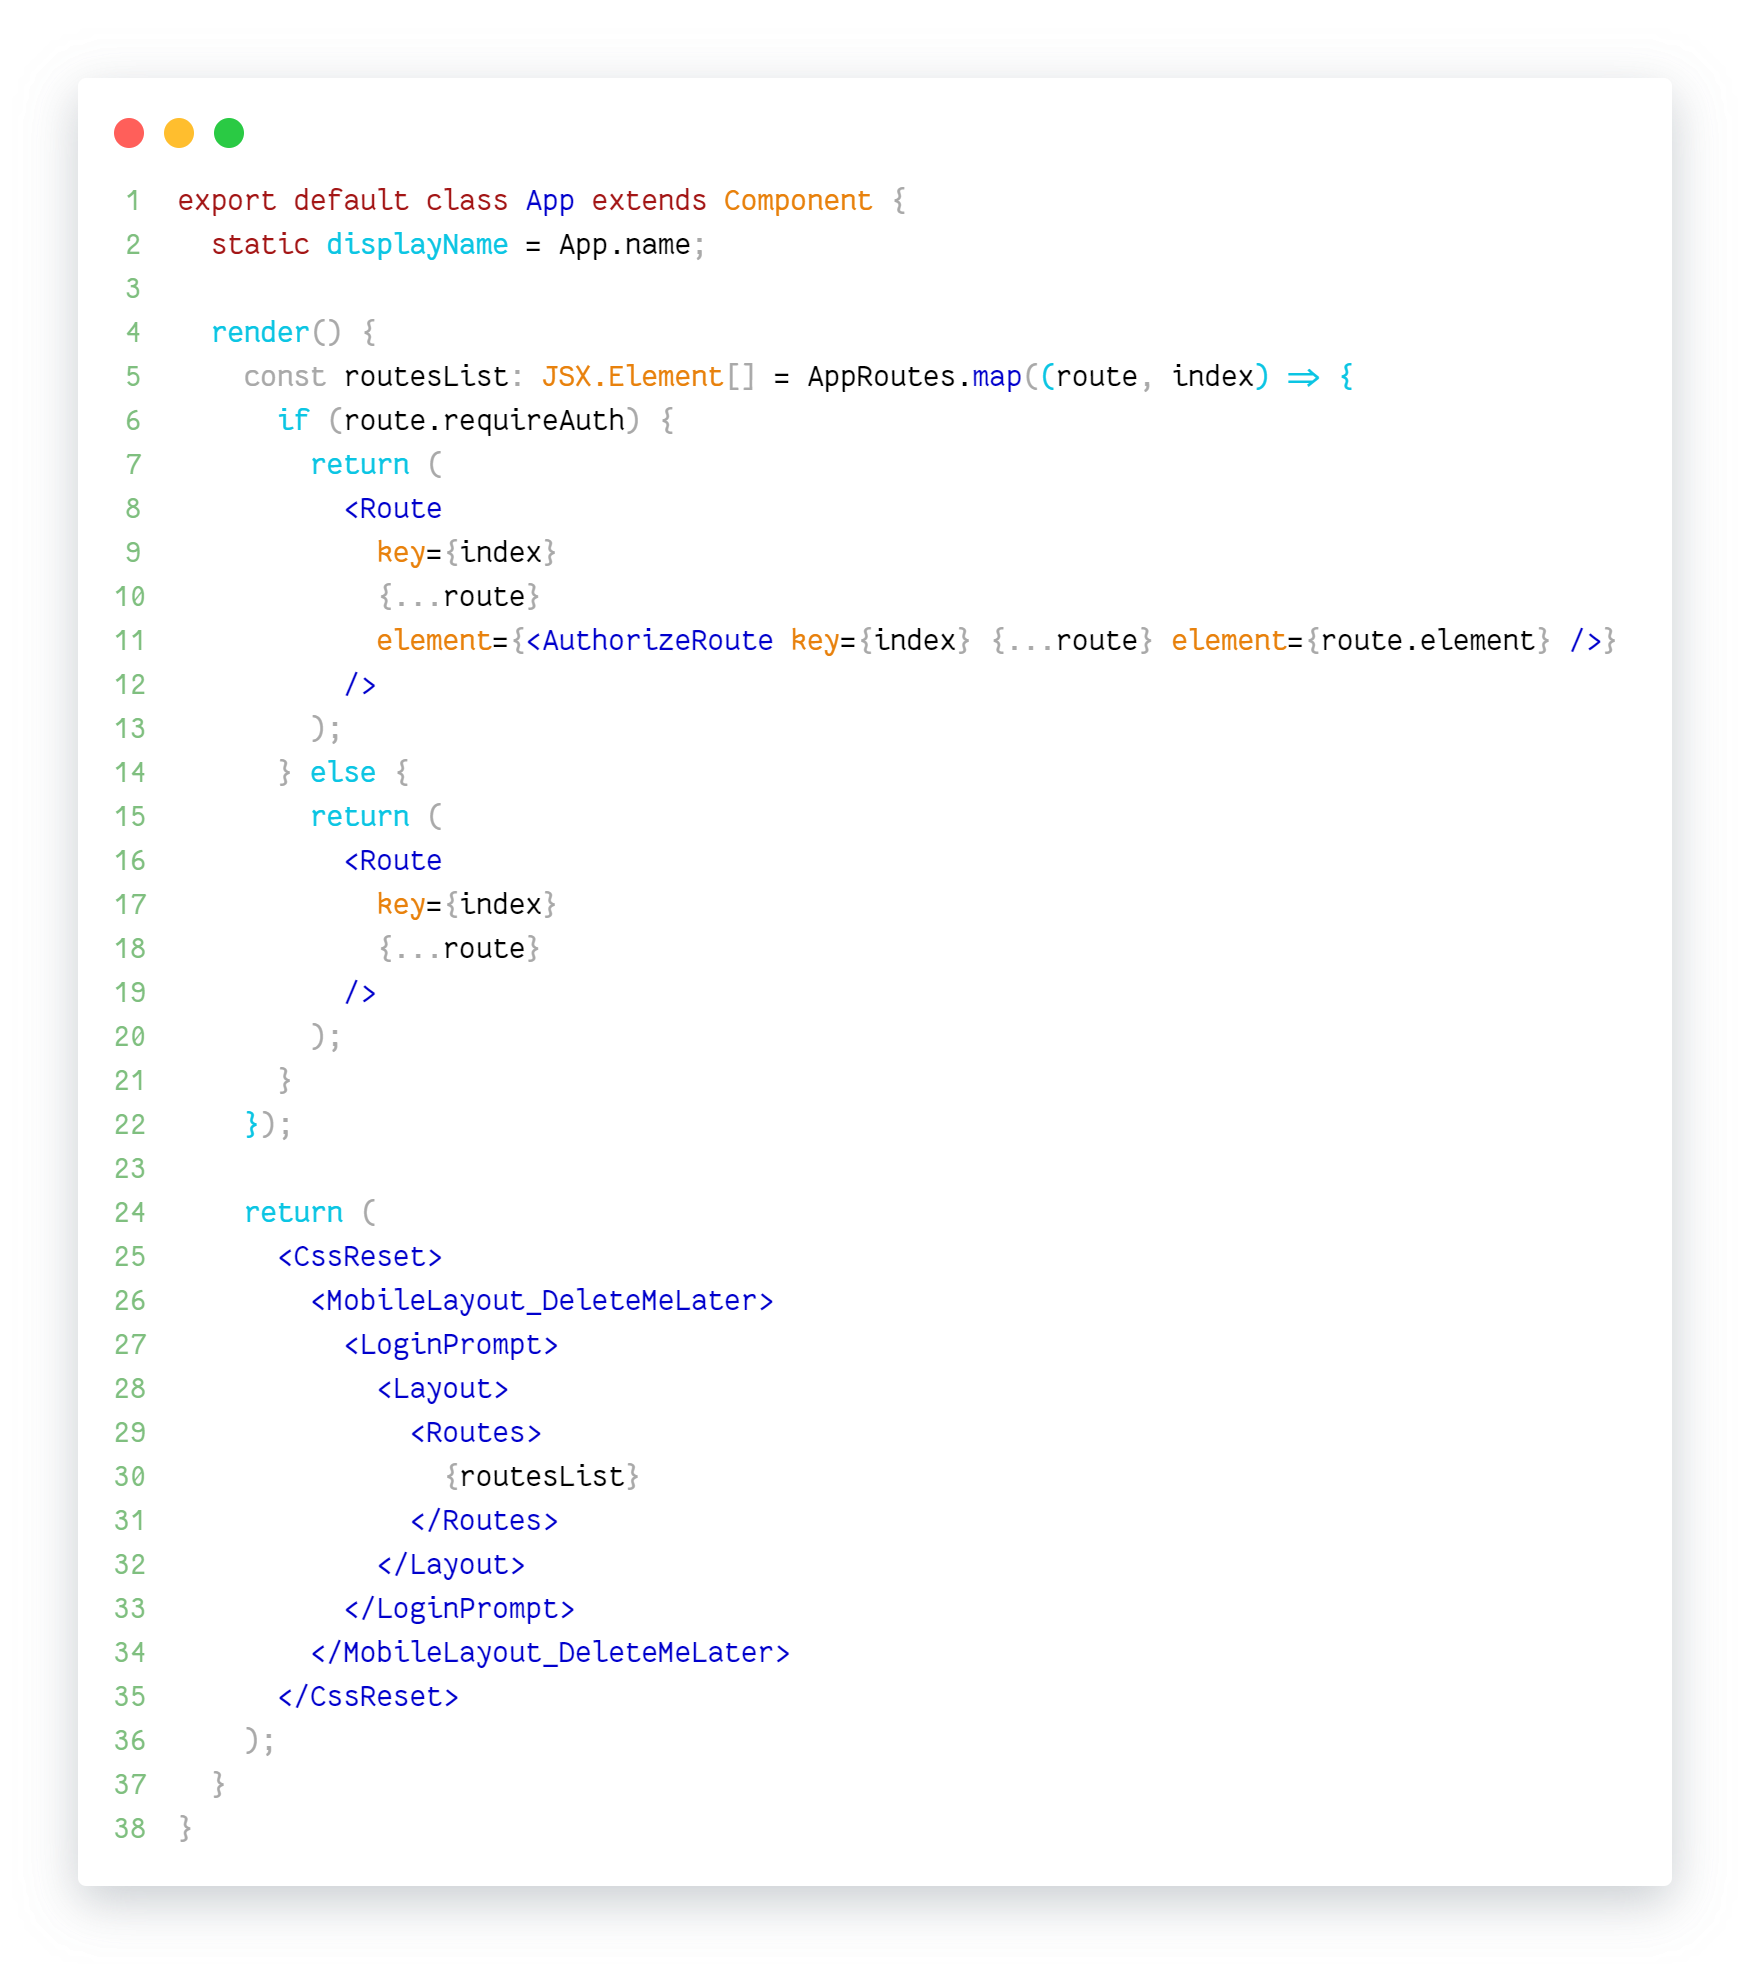 1 export default class App extends Component {
2   static displayName = App.name;
3
4   render() {
5     const routesList: JSX.Element[] = AppRoutes.map((route, index) => {
6       if (route.requireAuth) {
7         return (
8           <Route
9             key={index}
10             {...route}
11             element={<AuthorizeRoute key={index} {...route} element={route.element} />}
12           />
13         );
14       } else {
15         return (
16           <Route
17             key={index}
18             {...route}
19           />
20         );
21       }
22     });
23
24     return (
25       <CssReset>
26         <MobileLayout_DeleteMeLater>
27           <LoginPrompt>
28             <Layout>
29               <Routes>
30                 {routesList}
31               </Routes>
32             </Layout>
33           </LoginPrompt>
34         </MobileLayout_DeleteMeLater>
35       </CssReset>
36     );
37   }
38 }